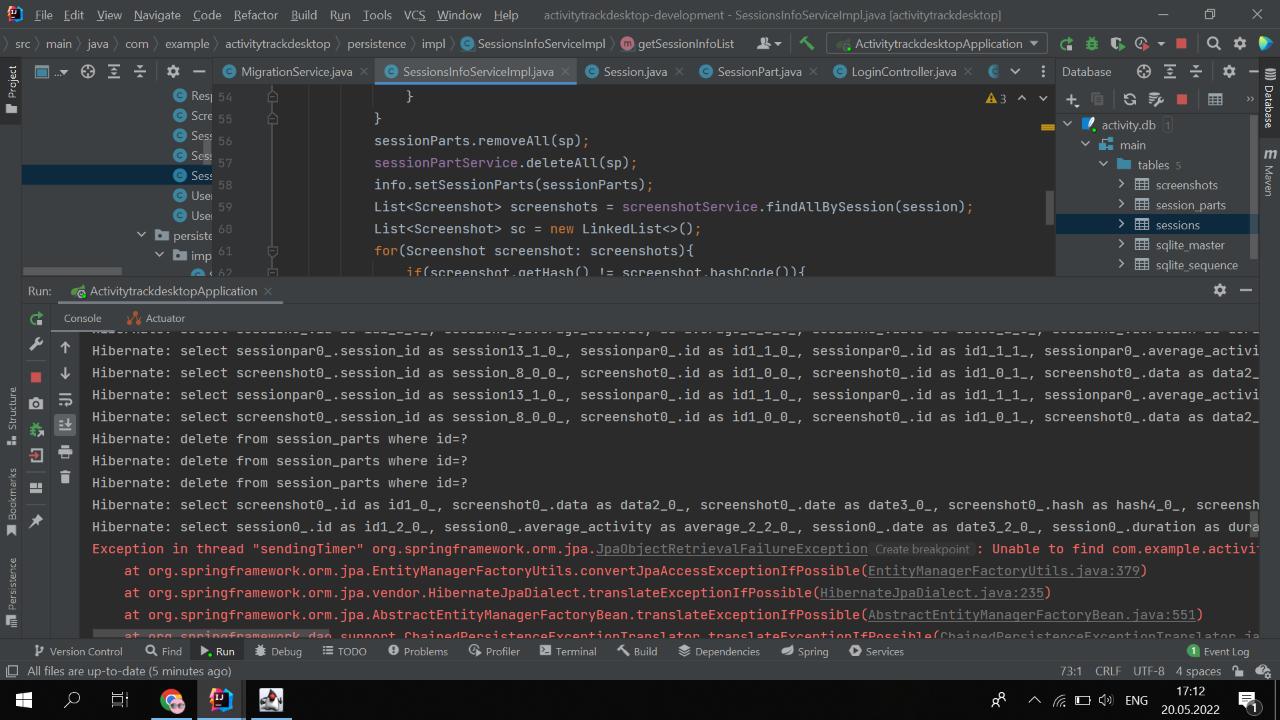 File Edit View Navigate Code Refactor Build Run Tools VCS Window Help activitytrackdesktop-development - SessionsInfoServiceImpl.java [activitytrackdesktop]
src main java com example activitytrackdesktop persistence impl SessionsInfoServiceImpl getSessionInfoList ActivitytrackdesktopApplication
Project
MigrationService.java SessionsInfoServiceImpl.java Session.java SessionPart.java LoginController.java Database
Resp
Scre
Sess
Sess
Sess
User
User
persiste
imp
54 }
3
55 }
56 sessionParts.removeAll(sp);
57 sessionPartService.deleteAll(sp);
58 info.setSessionParts(sessionParts);
59 List<Screenshot> screenshots = screenshotService.findAllBySession(session);
60 List<Screenshot> sc = new LinkedList<>();
61 for(Screenshot screenshot: screenshots){
62 if(screenshot.getHash() != screenshot.hashCode()){
activity.db 1
main
tables 5
screenshots
session_parts
sessions
sqlite_master
sqlite_sequence
Database
Maven
Run: ActivitytrackdesktopApplication
Console Actuator
Hibernate: select sessionpar0_.session_id as session13_1_0_, sessionpar0_.id as id1_1_0_, sessionpar0_.id as id1_1_1_, sessionpar0_.average_activi
Hibernate: select screenshot0_.session_id as session_8_0_0_, screenshot0_.id as id1_0_0_, screenshot0_.id as id1_0_1_, screenshot0_.data as data2_
Hibernate: select sessionpar0_.session_id as session13_1_0_, sessionpar0_.id as id1_1_0_, sessionpar0_.id as id1_1_1_, sessionpar0_.average_activi
Hibernate: select screenshot0_.session_id as session_8_0_0_, screenshot0_.id as id1_0_0_, screenshot0_.id as id1_0_1_, screenshot0_.data as data2_
Hibernate: delete from session_parts where id=?
Hibernate: delete from session_parts where id=?
Hibernate: delete from session_parts where id=?
Hibernate: select screenshot0_.id as id1_0_, screenshot0_.data as data2_0_, screenshot0_.date as date3_0_, screenshot0_.hash as hash4_0_, screensh
Hibernate: select session0_.id as id1_2_0_, session0_.average_activity as average_2_2_0_, session0_.date as date3_2_0_, session0_.duration as dura
Exception in thread "sendingTimer" org.springframework.orm.jpa.JpaObjectRetrievalFailureException Create breakpoint : Unable to find com.example.activi
at org.springframework.orm.jpa.EntityManagerFactoryUtils.convertJpaAccessExceptionIfPossible(EntityManagerFactoryUtils.java:379)
at org.springframework.orm.jpa.vendor.HibernateJpaDialect.translateExceptionIfPossible(HibernateJpaDialect.java:235)
at org.springframework.orm.jpa.AbstractEntityManagerFactoryBean.translateExceptionIfPossible(AbstractEntityManagerFactoryBean.java:551)
at org.springframework.dao.support.ChainedPersistenceExceptionTranslator.translateExceptionIfPossible(ChainedPersistenceExceptionTranslator.ja
Structure
Bookmarks
Persistence
Version Control Find Run Debug TODO Problems Profiler Terminal Build Dependencies Spring Services 1 Event Log
All files are up-to-date (5 minutes ago) 73:1 CRLF UTF-8 4 spaces
ENG 17:12
20.05.2022 1